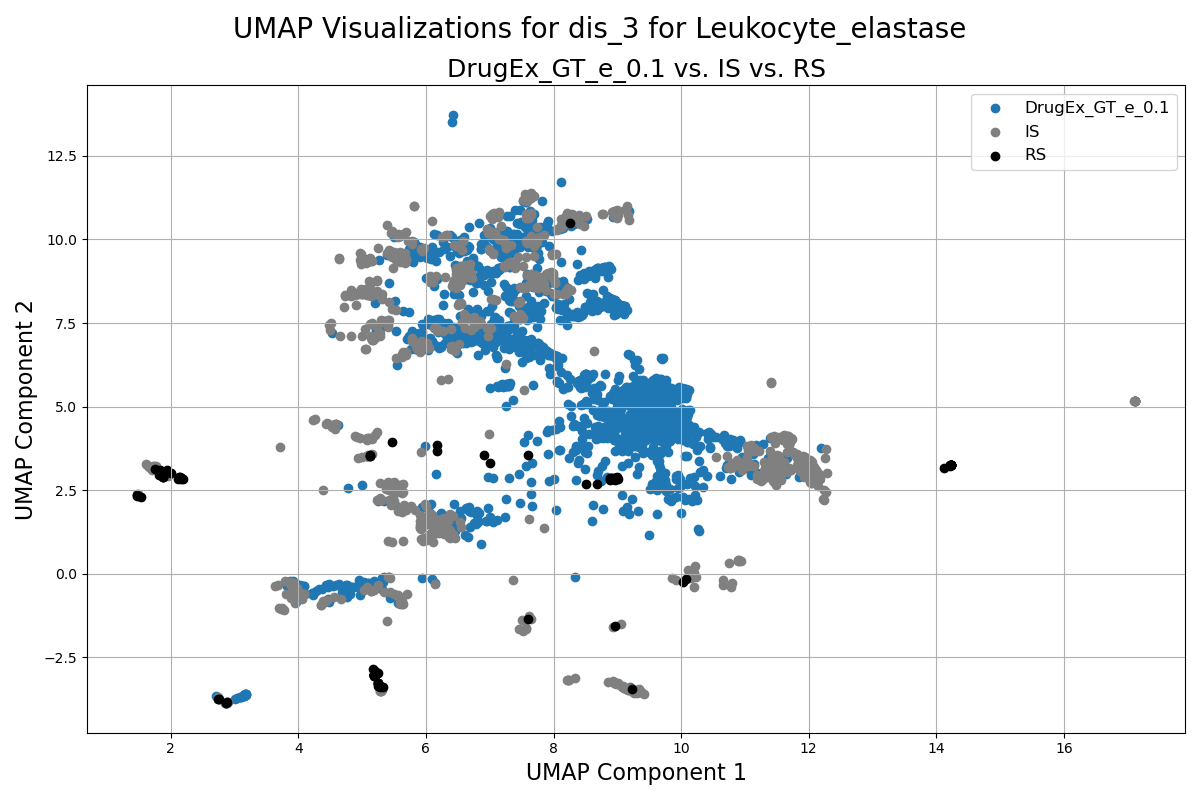 UMAP Visualizations for dis_3 for Leukocyte_elastase
DrugEx_GT_e_0.1 vs. IS vs. RS
DrugEx_GT_e_0.1
IS
RS
12.5
10.0
7.5
5.0
2.5
0.0
−2.5
UMAP Component 2
2 4 6 8 10 12 14 16
UMAP Component 1